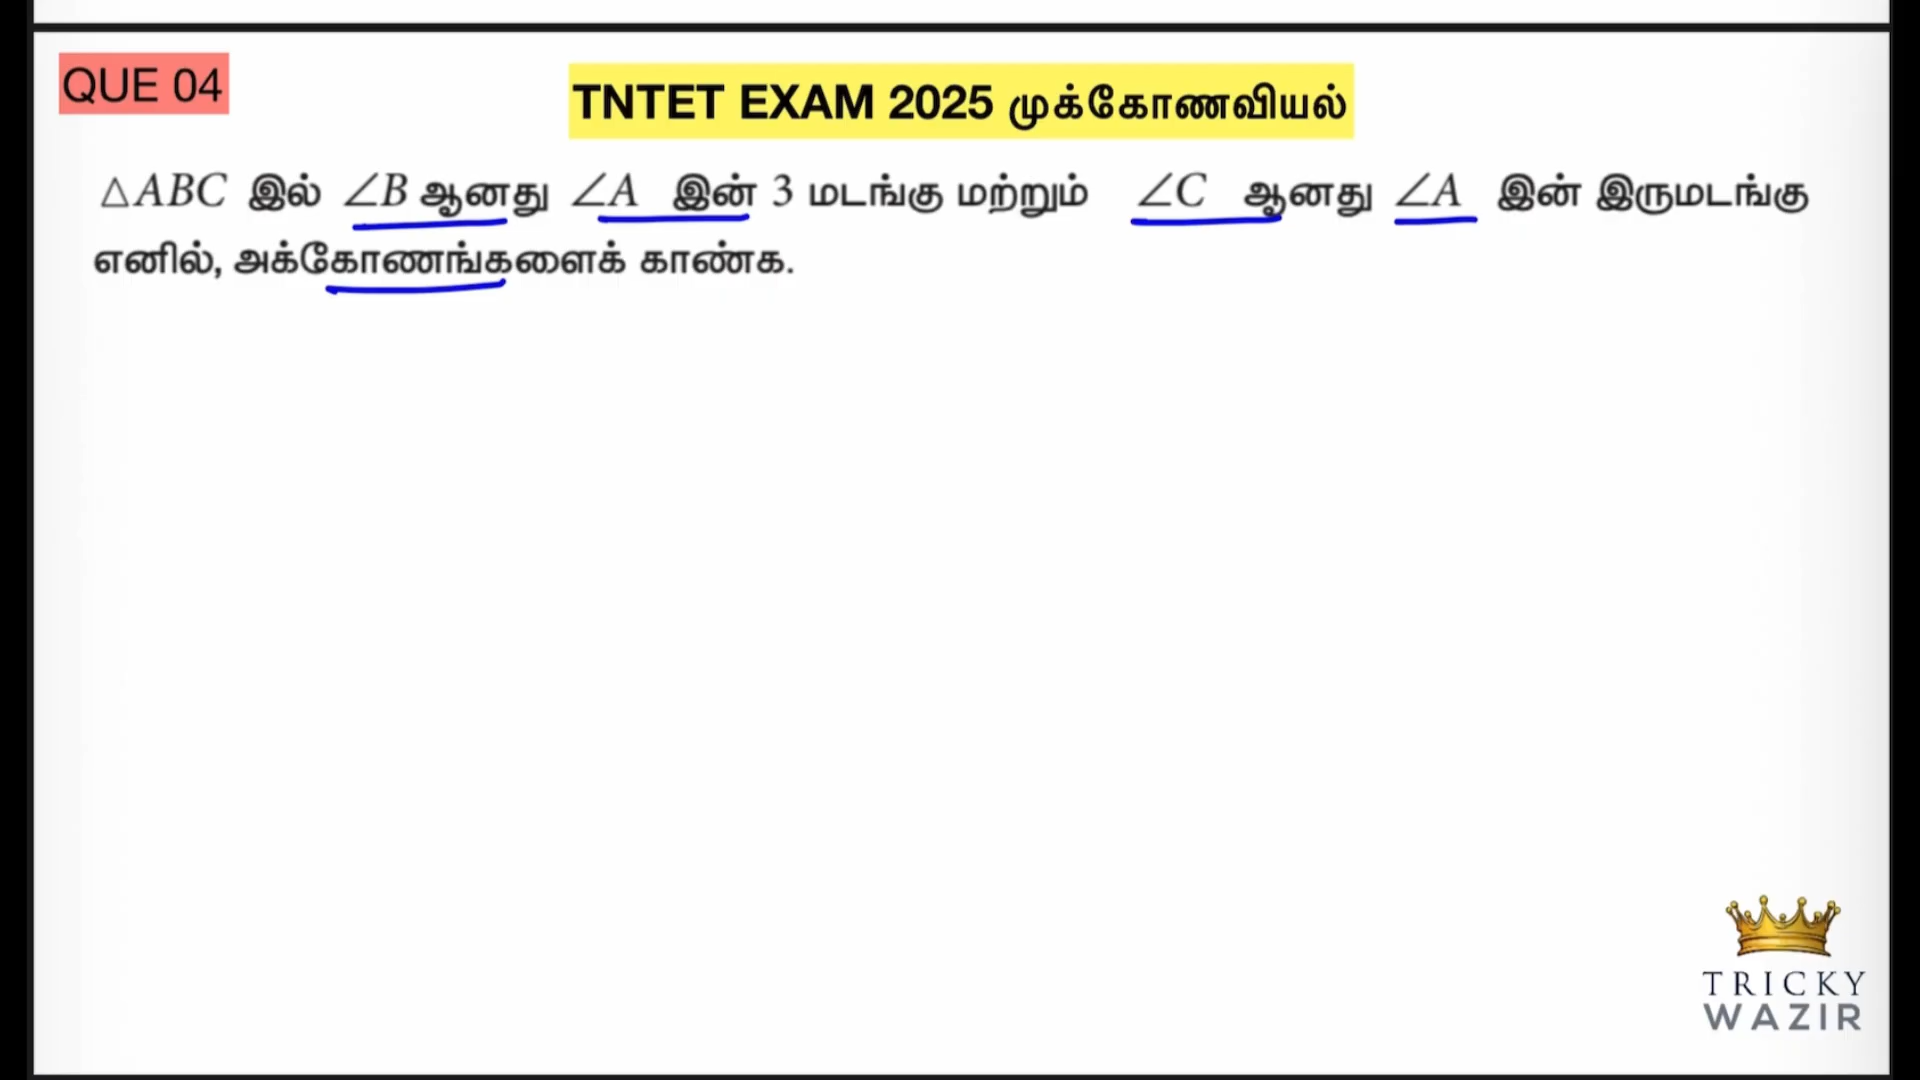 QUE 04
TNTET EXAM 2025 முக்கோணவியல்
△ABC இல் ∠B ஆனது ∠A இன் 3 மடங்கு மற்றும் ∠C ஆனது ∠A இன் இருமடங்கு
எனில், அக்கோணங்களைக் காண்க.
TRICKY
WAZIR